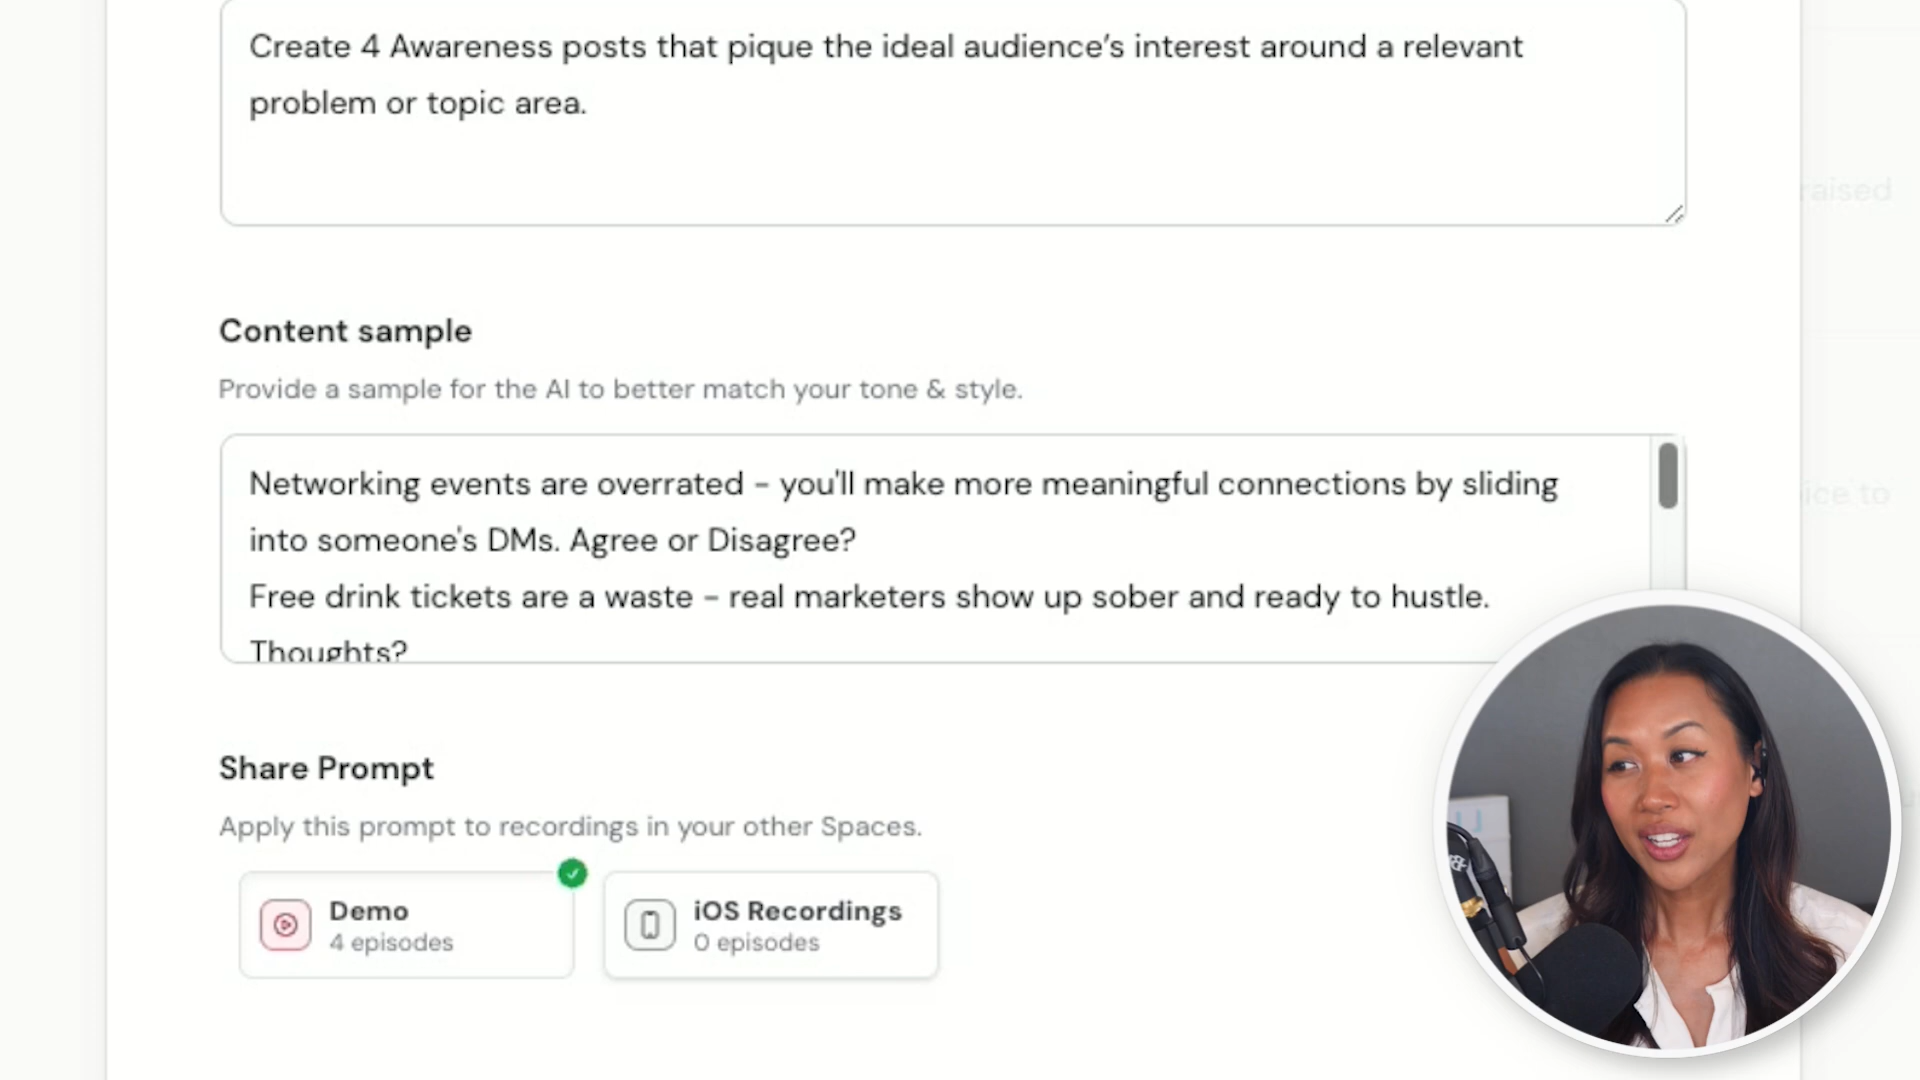 Create 4 Awareness posts that pique the ideal audience's interest around a relevant
problem or topic area.
raised
Content sample
Provide a sample for the AI to better match your tone & style.
Networking events are overrated - you'll make more meaningful connections by sliding
into someone's DMs. Agree or Disagree?
Free drink tickets are a waste - real marketers show up sober and ready to hustle.
Thoughts?
to
Share Prompt
Apply this prompt to recordings in your other Spaces.
Demo
4 episodes
iOS Recordings
0 episodes